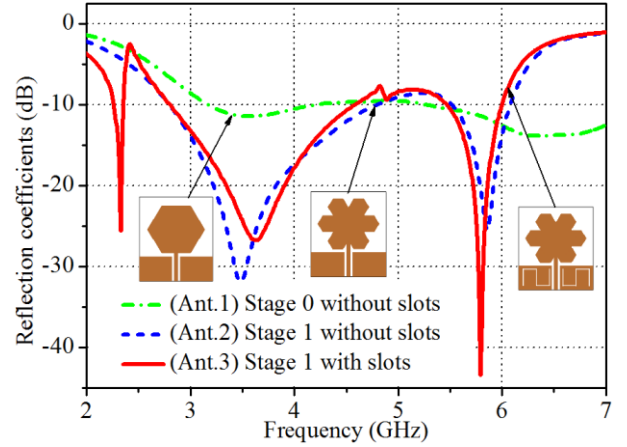 0
-10
-20
-30
-40
Reflection coefficients (dB)
(Ant.1) Stage 0 without slots
(Ant.2) Stage 1 without slots
(Ant.3) Stage 1 with slots
2 3 4 5 6 7
Frequency (GHz)